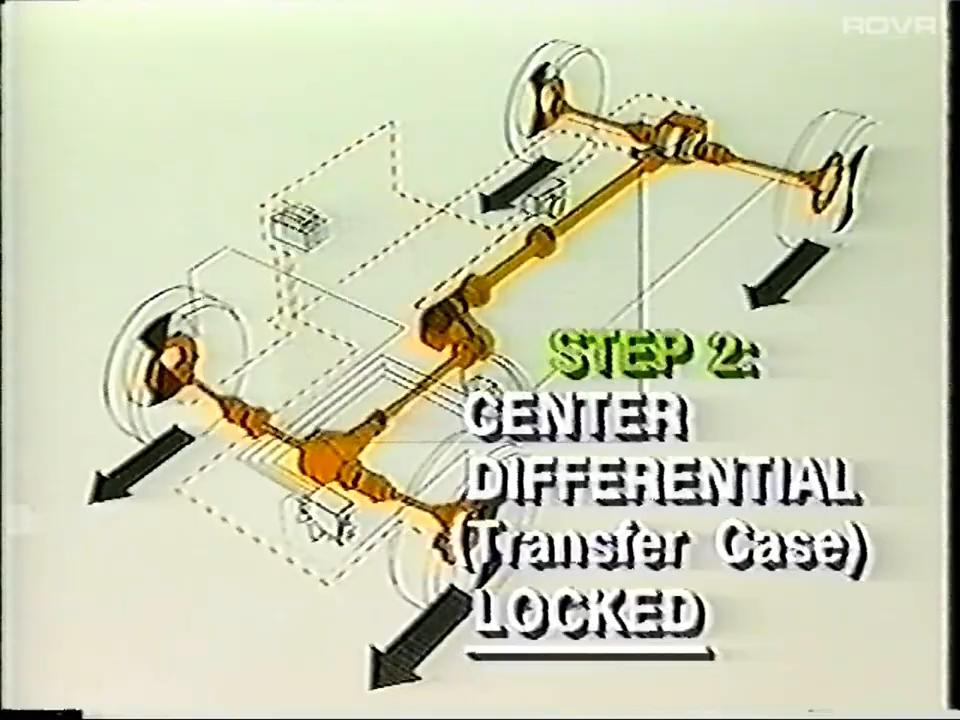 ROVR
STEP 2:
CENTER
DIFFERENTIAL
(Transfer Case)
LOCKED